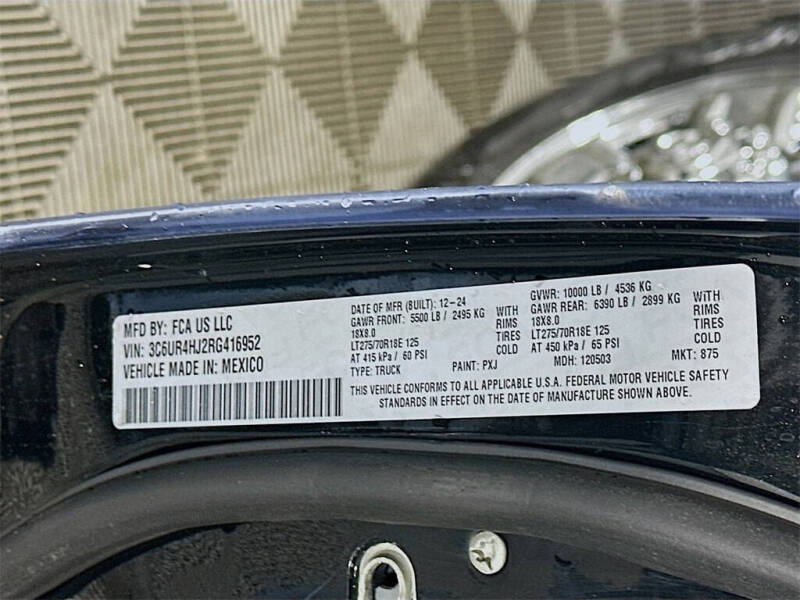 MFD BY: FCA US LLC
VIN: 3C6UR4HJ2RG416952
VEHICLE MADE IN: MEXICO
DATE OF MFR (BUILT): 12-24
GAWR FRONT: 5500 LB / 2495 KG WITH
18X8.0 RIMS
LT275/70R18E 125 TIRES
AT 415 kPa / 60 PSI COLD
TYPE: TRUCK PAINT: PXJ
GVWR: 10000 LB / 4536 KG
GAWR REAR: 6390 LB / 2899 KG WITH
18X8.0 RIMS
LT275/70R18E 125 TIRES
AT 450 kPa / 65 PSI COLD
MDH: 120503 MKT: 875
THIS VEHICLE CONFORMS TO ALL APPLICABLE U.S.A. FEDERAL MOTOR VEHICLE SAFETY
STANDARDS IN EFFECT ON THE DATE OF MANUFACTURE SHOWN ABOVE.